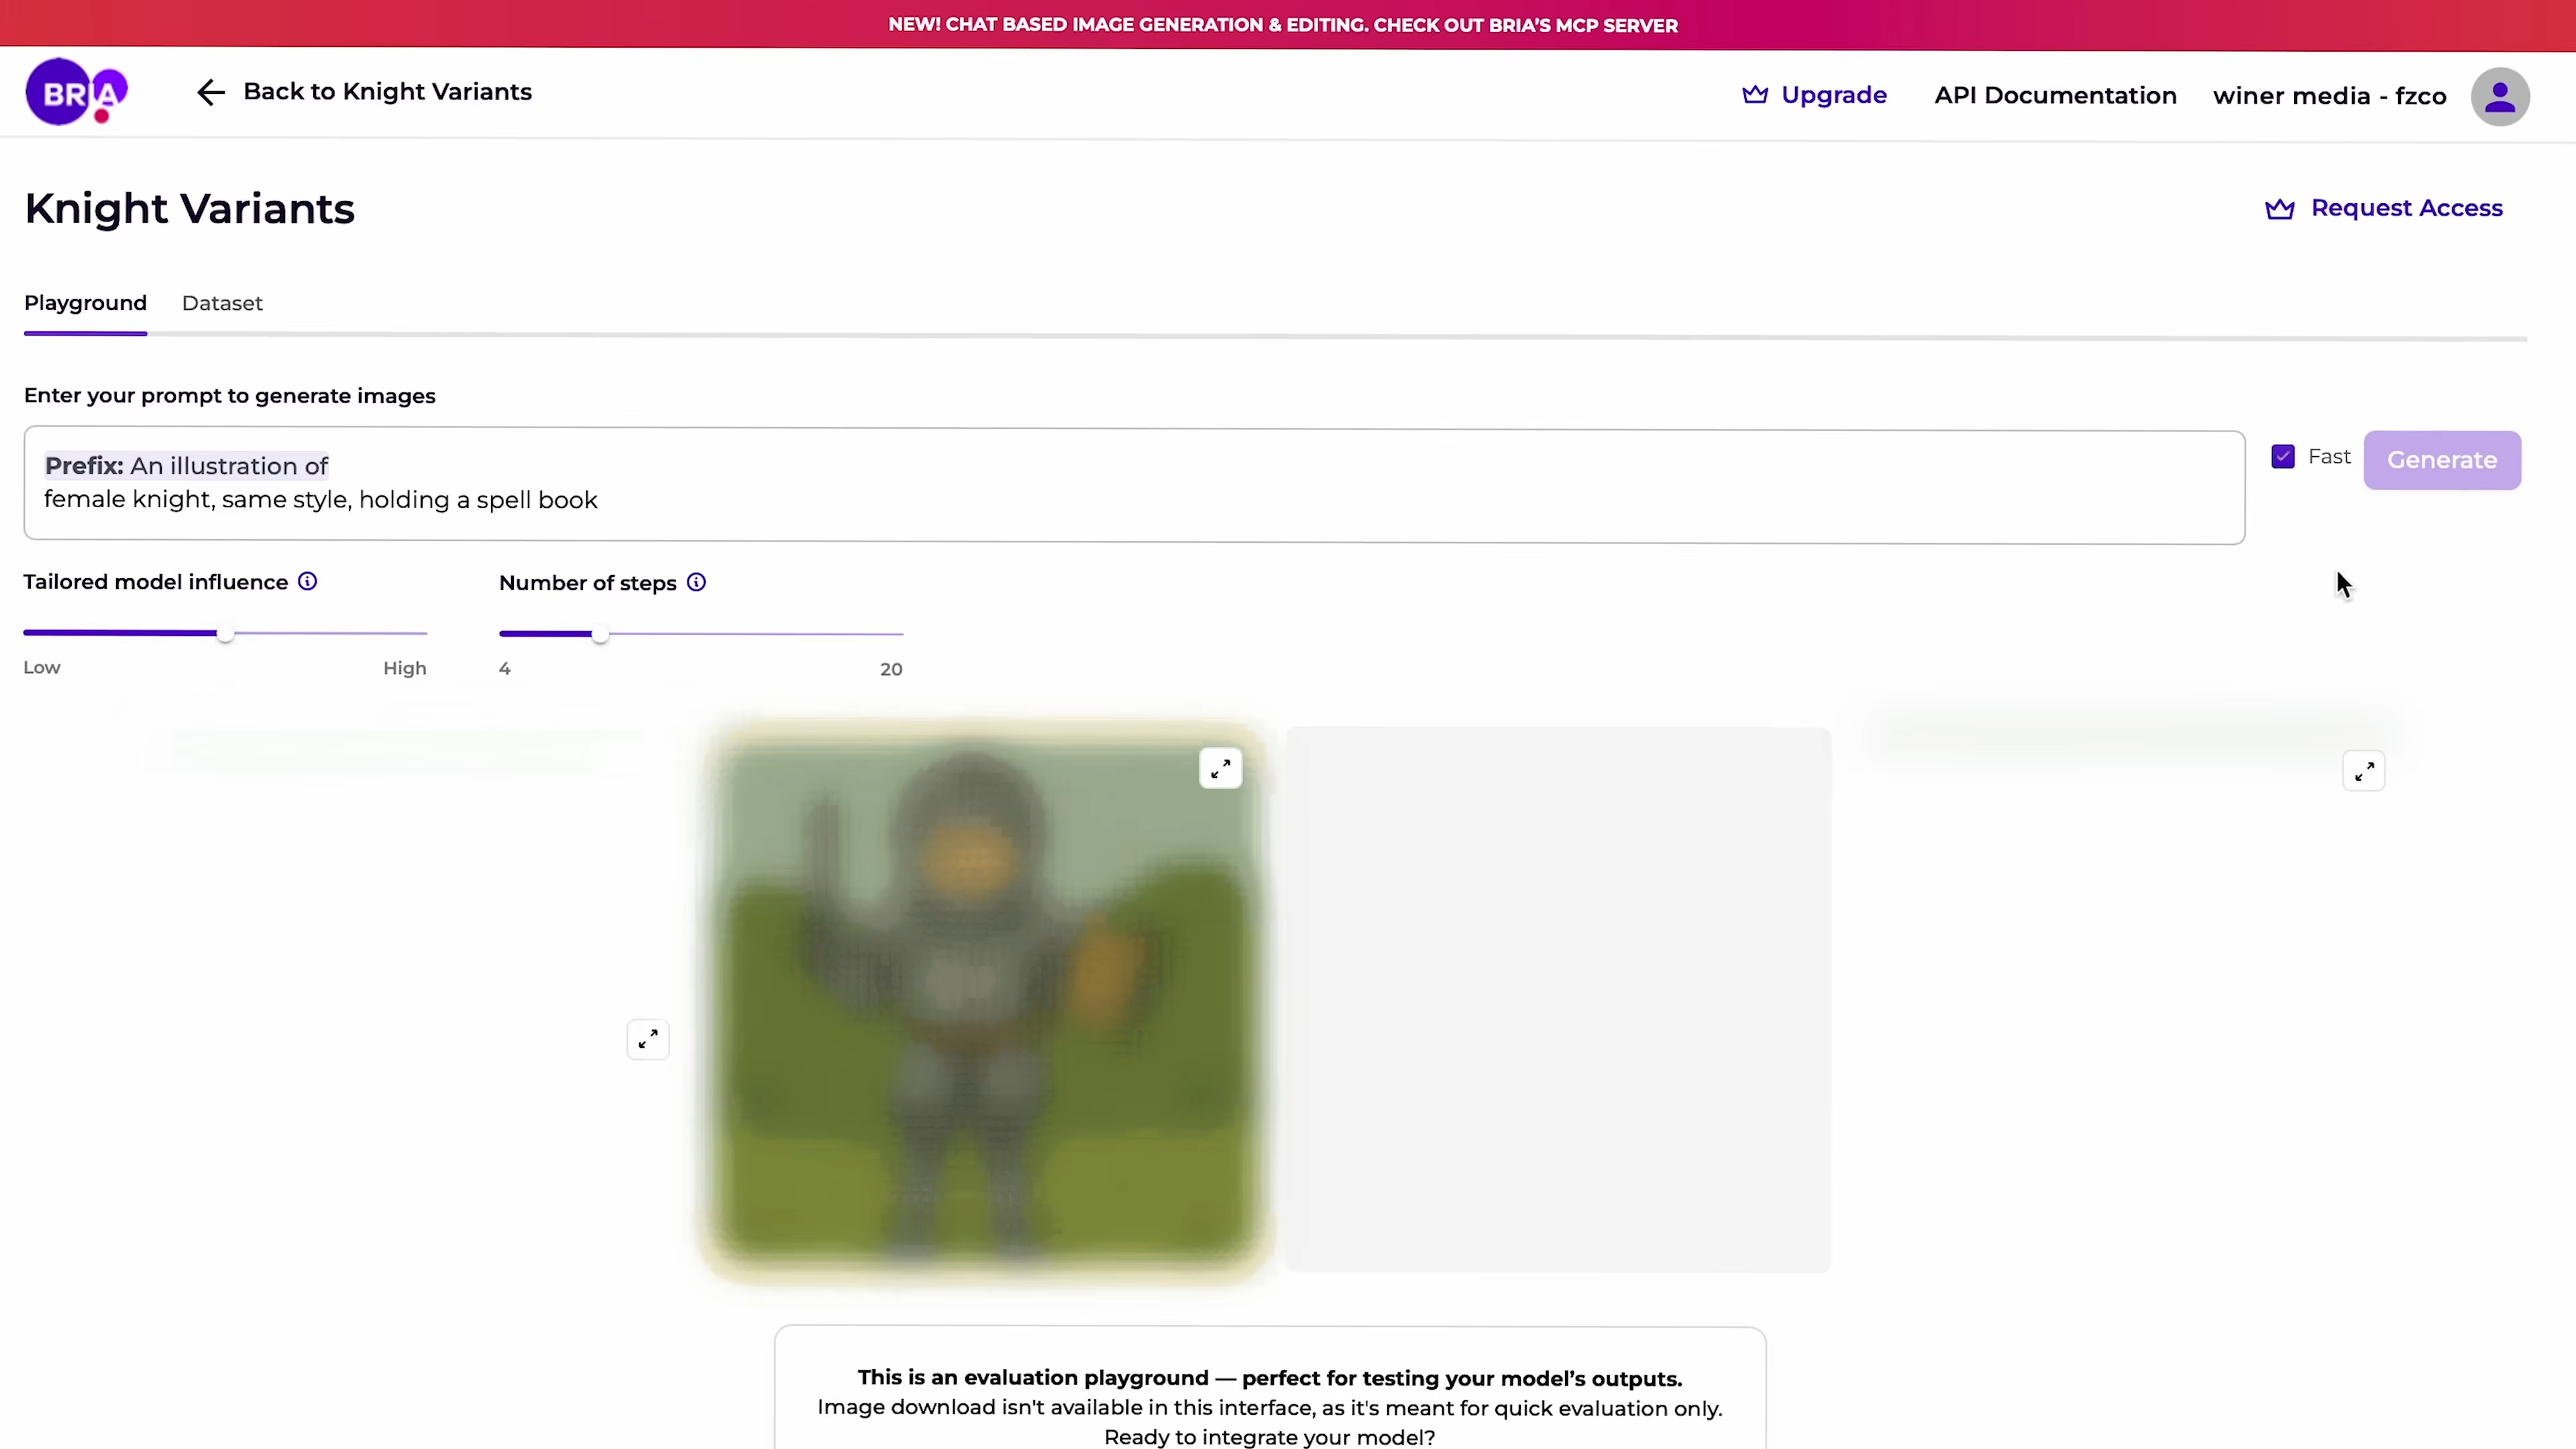 NEW! CHAT BASED IMAGE GENERATION & EDITING. CHECK OUT BRIA'S MCP SERVER
BRIA
Back to Knight Variants
Upgrade
API Documentation
winer media - fzco
Knight Variants
Request Access
Playground
Dataset
Enter your prompt to generate images
Prefix: An illustration of
female knight, same style, holding a spell book
Fast
Generate
Tailored model influence
Number of steps
Low
High
4
20
This is an evaluation playground — perfect for testing your model's outputs.
Image download isn't available in this interface, as it's meant for quick evaluation only.
Ready to integrate your model?